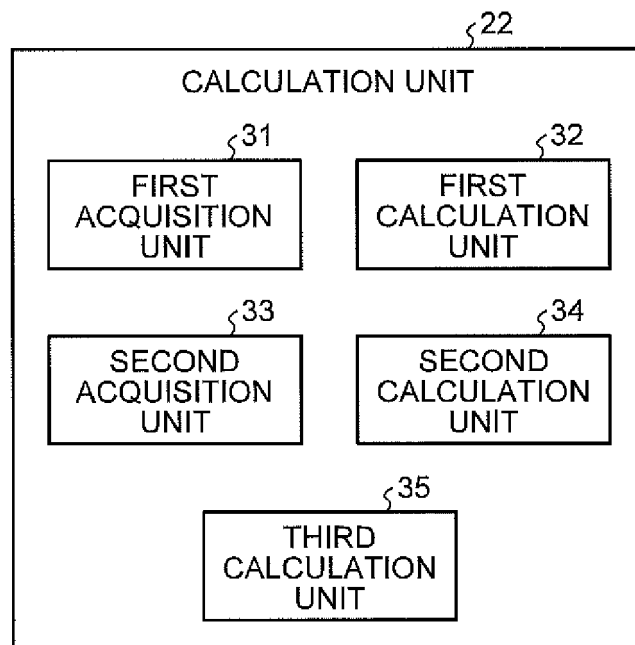 22
CALCULATION UNIT
31
FIRST
ACQUISITION
UNIT
32
FIRST
CALCULATION
UNIT
33
SECOND
ACQUISITION
UNIT
34
SECOND
CALCULATION
UNIT
35
THIRD
CALCULATION
UNIT